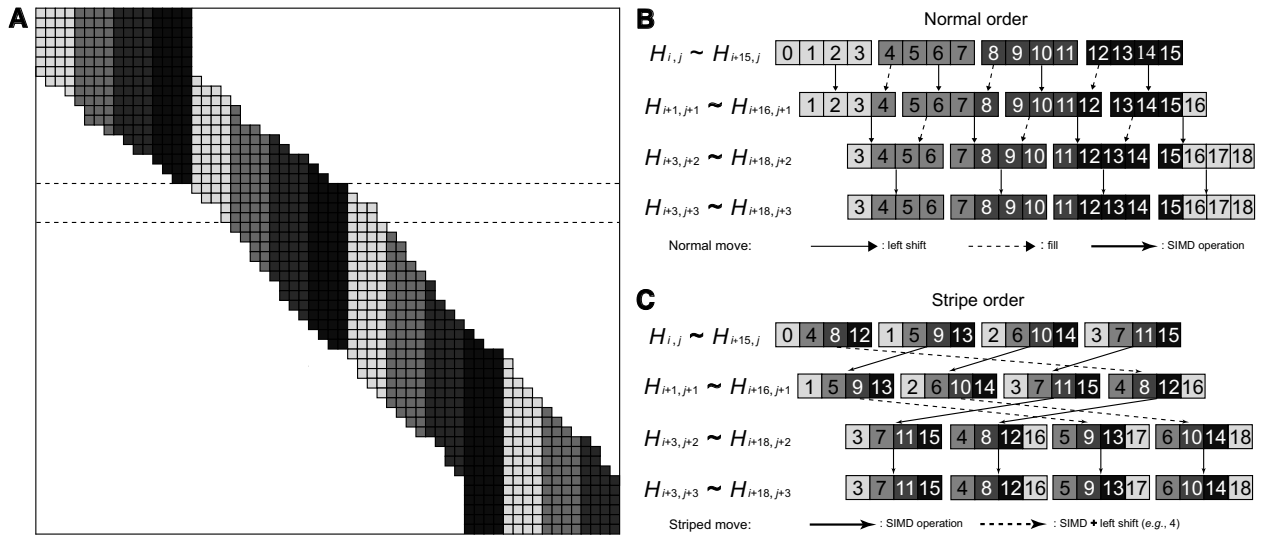 A
B
Normal order
H i, j ~ H i+15, j
0 1 2 3 4 5 6 7 8 9 10 11 12 13 14 15
H i+1, j+1 ~ H i+16, j+1
1 2 3 4 5 6 7 8 9 10 11 12 13 14 15 16
H i+3, j+2 ~ H i+18, j+2
3 4 5 6 7 8 9 10 11 12 13 14 15 16 17 18
H i+3, j+3 ~ H i+18, j+3
3 4 5 6 7 8 9 10 11 12 13 14 15 16 17 18
Normal move: : left shift : fill : SIMD operation
C
Stripe order
H i, j ~ H i+15, j
0 4 8 12 1 5 9 13 2 6 10 14 3 7 11 15
H i+1, j+1 ~ H i+16, j+1
1 5 9 13 2 6 10 14 3 7 11 15 4 8 12 16
H i+3, j+2 ~ H i+18, j+2
3 7 11 15 4 8 12 16 5 9 13 17 6 10 14 18
H i+3, j+3 ~ H i+18, j+3
3 7 11 15 4 8 12 16 5 9 13 17 6 10 14 18
Striped move: : SIMD operation : SIMD + left shift (e.g., 4)